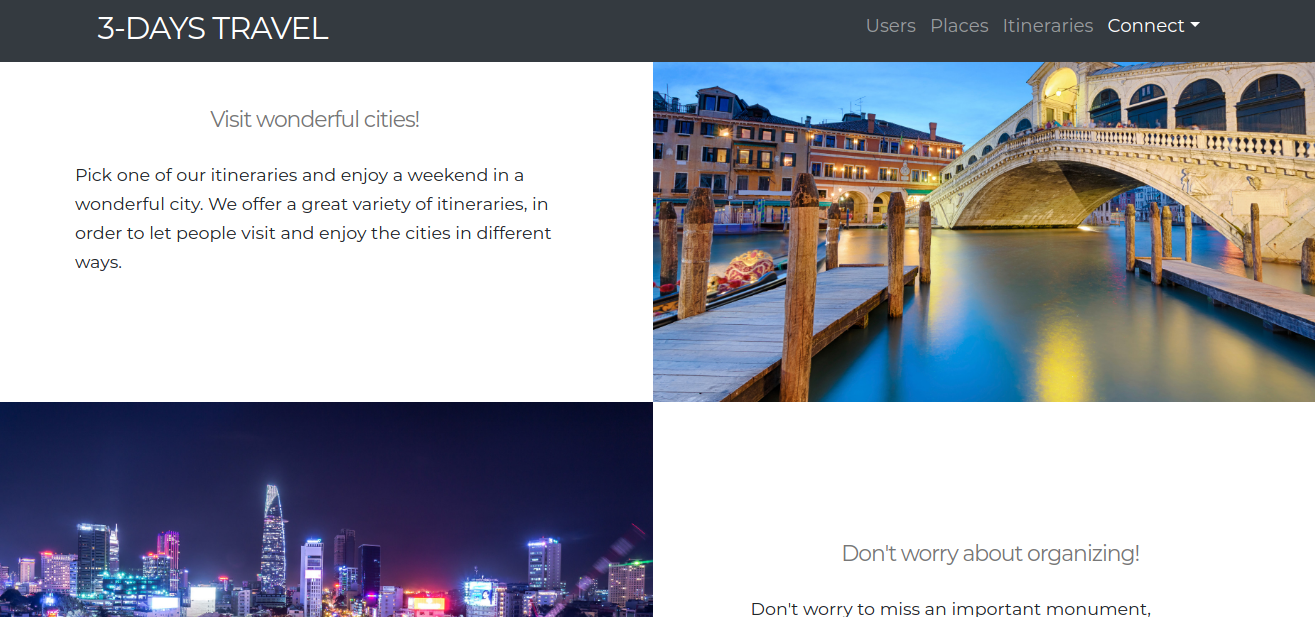 3-DAYS TRAVEL
Users Places Itineraries Connect
Visit wonderful cities!
Pick one of our itineraries and enjoy a weekend in a
wonderful city. We offer a great variety of itineraries, in
order to let people visit and enjoy the cities in different
ways.
Don't worry about organizing!
Don't worry to miss an important monument,